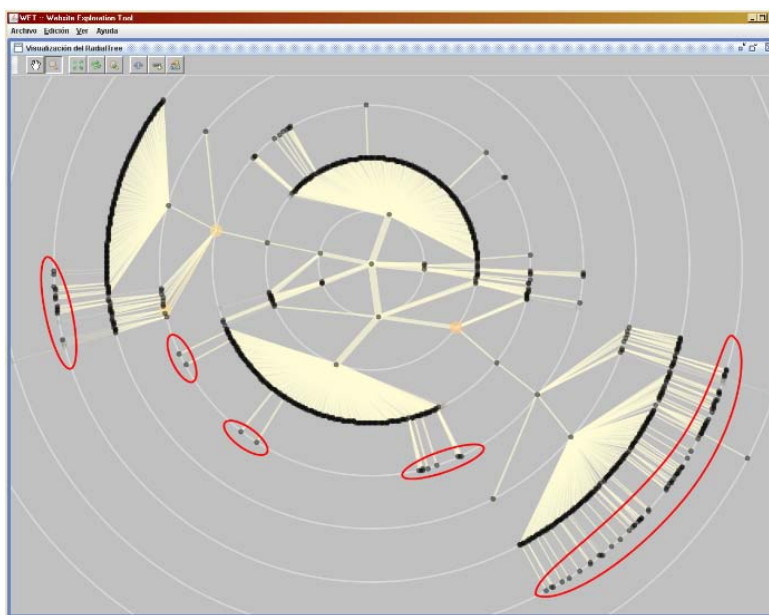 WET - Website Exploration Tool
Archivo Edición Ver Ayuda
Visualización del RadialTree